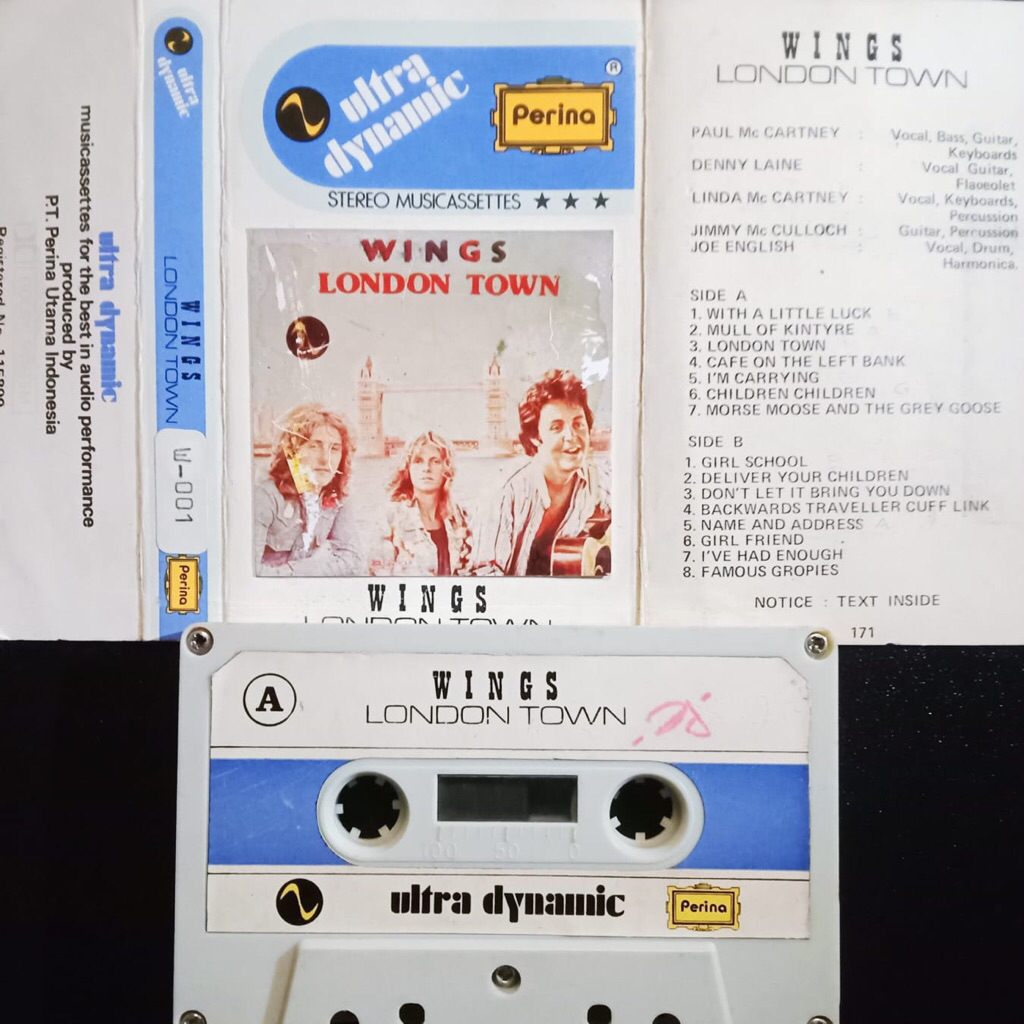 ultra dynamic
musicassettes for the best in audio performance
produced by
P.T. Perina Utama Indonesia
ultra
dynamic
WINGS
LONDON TOWN
W-001
Perina
ultra
dynamic
Perina
®
STEREO MUSICASSETTES ★ ★ ★
WINGS
LONDON TOWN
WINGS
LONDON TOWN
WINGS
LONDON TOWN
PAUL Mc CARTNEY : Vocal, Bass, Guitar,
Keyboards
DENNY LAINE : Vocal Guitar,
Flaoeolet
LINDA Mc CARTNEY : Vocal, Keyboards,
Percussion
JIMMY Mc CULLOCH : Guitar, Percussion
JOE ENGLISH : Vocal, Drum,
Harmonica.
SIDE A
1. WITH A LITTLE LUCK
2. MULL OF KINTYRE
3. LONDON TOWN
4. CAFE ON THE LEFT BANK
5. I'M CARRYING
6. CHILDREN CHILDREN
7. MORSE MOOSE AND THE GREY GOOSE
SIDE B
1. GIRL SCHOOL
2. DELIVER YOUR CHILDREN
3. DON'T LET IT BRING YOU DOWN
4. BACKWARDS TRAVELLER CUFF LINK
5. NAME AND ADDRESS
6. GIRL FRIEND
7. I'VE HAD ENOUGH
8. FAMOUS GROPIES
NOTICE : TEXT INSIDE
171
A
WINGS
LONDON TOWN
100 50 0
ultra dynamic
Perina